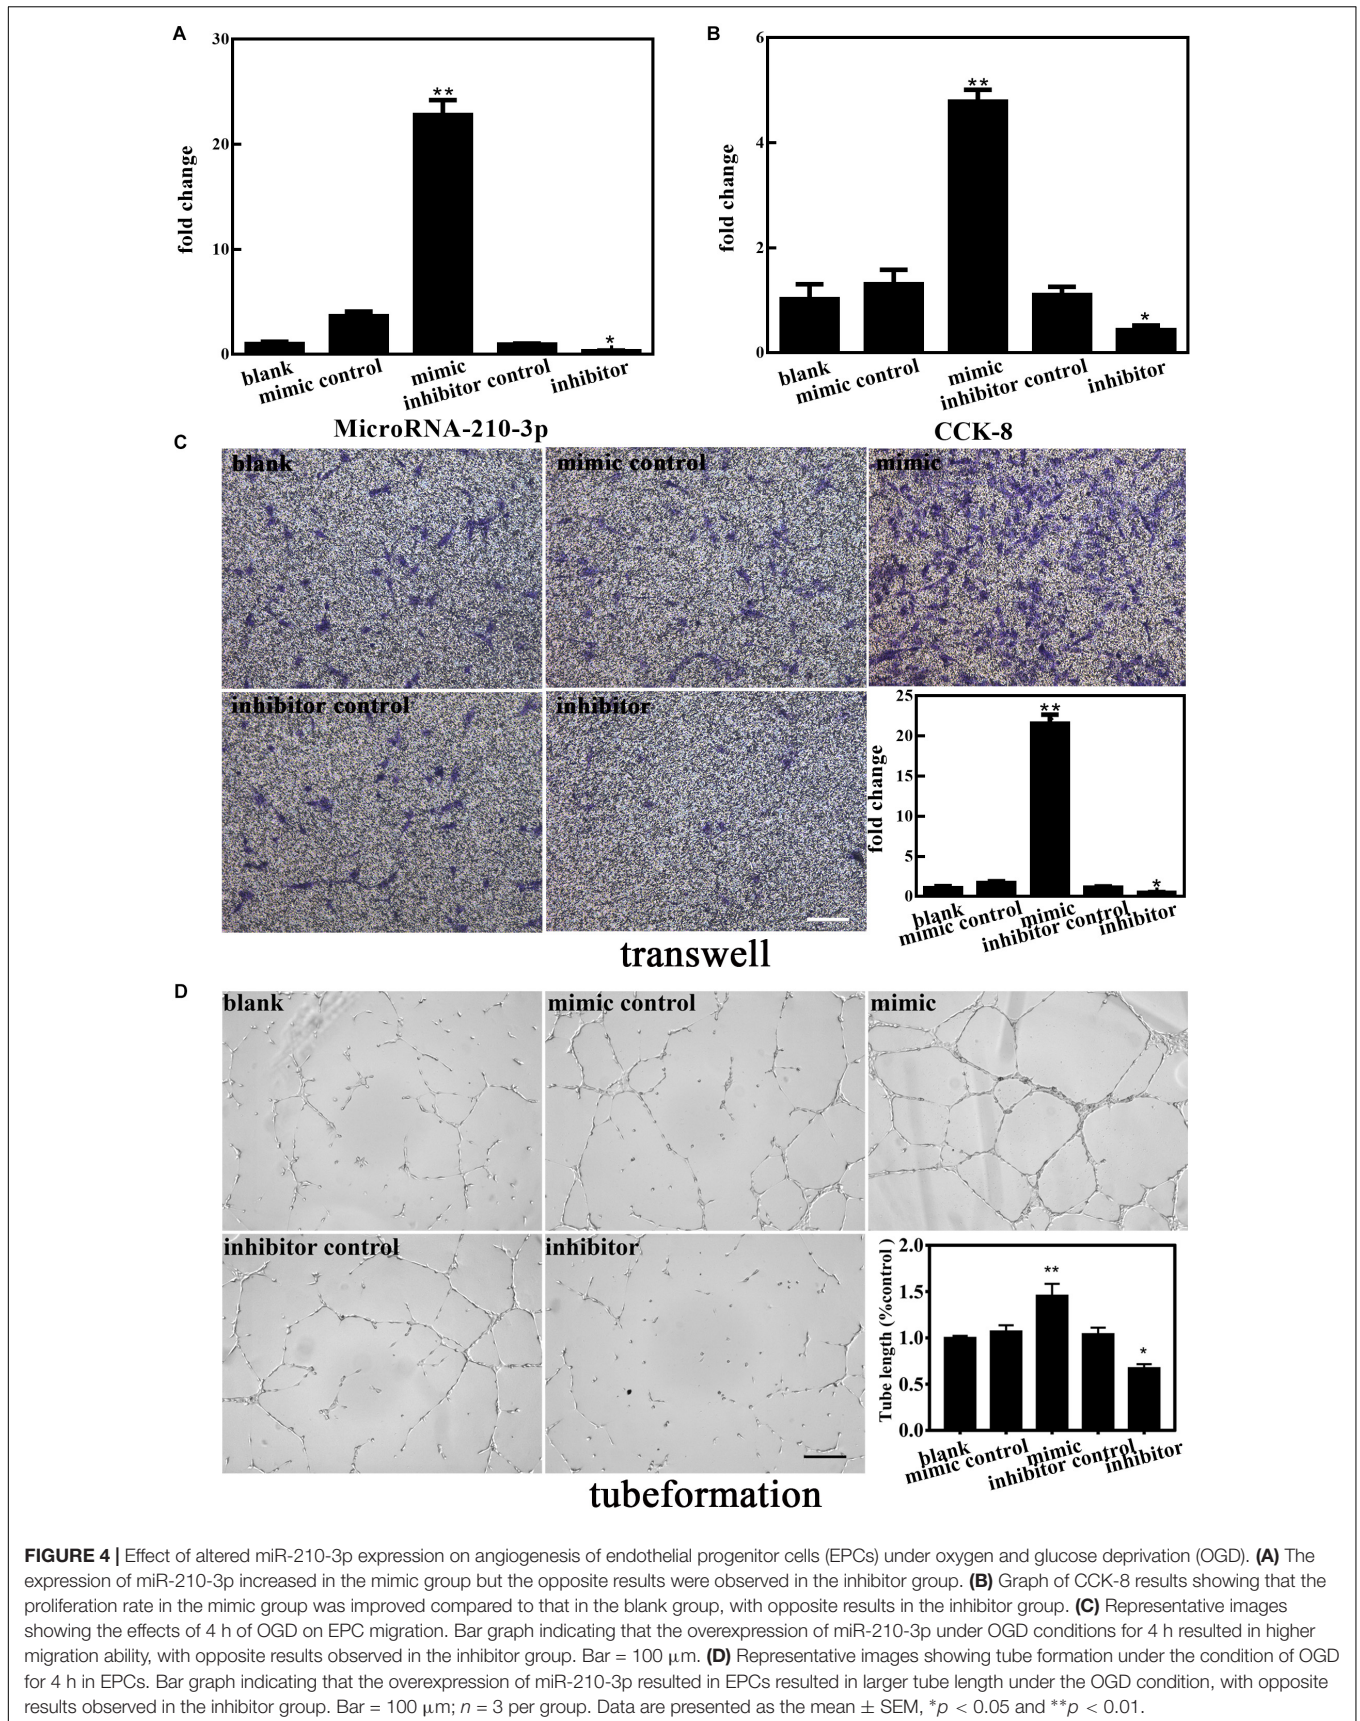 A
30
20
10
0
fold change
**
*
blank
mimic control
mimic
inhibitor control
inhibitor
MicroRNA-210-3p
B
6
4
2
0
fold change
**
*
blank
mimic control
mimic
inhibitor control
inhibitor
CCK-8
C
blank
mimic control
mimic
inhibitor control
inhibitor
25
20
15
10
5
0
fold change
**
*
blank
mimic control
mimic
inhibitor control
inhibitor
transwell
D
blank
mimic control
mimic
inhibitor control
inhibitor
2.0
1.5
1.0
0.5
0.0
Tube length (%control)
**
*
blank
mimic control
mimic
inhibitor control
inhibitor
tubeformation
FIGURE 4 | Effect of altered miR-210-3p expression on angiogenesis of endothelial progenitor cells (EPCs) under oxygen and glucose deprivation (OGD). (A) The
expression of miR-210-3p increased in the mimic group but the opposite results were observed in the inhibitor group. (B) Graph of CCK-8 results showing that the
proliferation rate in the mimic group was improved compared to that in the blank group, with opposite results in the inhibitor group. (C) Representative images
showing the effects of 4 h of OGD on EPC migration. Bar graph indicating that the overexpression of miR-210-3p under OGD conditions for 4 h resulted in higher
migration ability, with opposite results observed in the inhibitor group. Bar = 100 μm. (D) Representative images showing tube formation under the condition of OGD
for 4 h in EPCs. Bar graph indicating that the overexpression of miR-210-3p resulted in EPCs resulted in larger tube length under the OGD condition, with opposite
results observed in the inhibitor group. Bar = 100 μm; n = 3 per group. Data are presented as the mean ± SEM, *p < 0.05 and **p < 0.01.